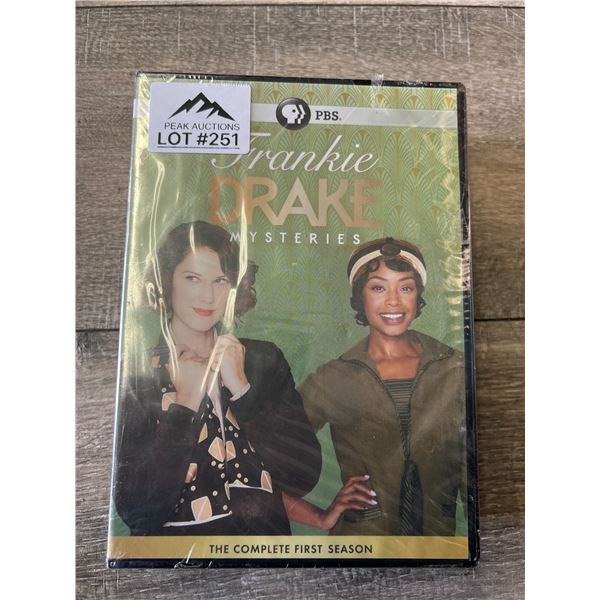 PBS.
PEAK AUCTIONS
LOT #251
Frankie
DRAKE
MYSTERIES
THE COMPLETE FIRST SEASON